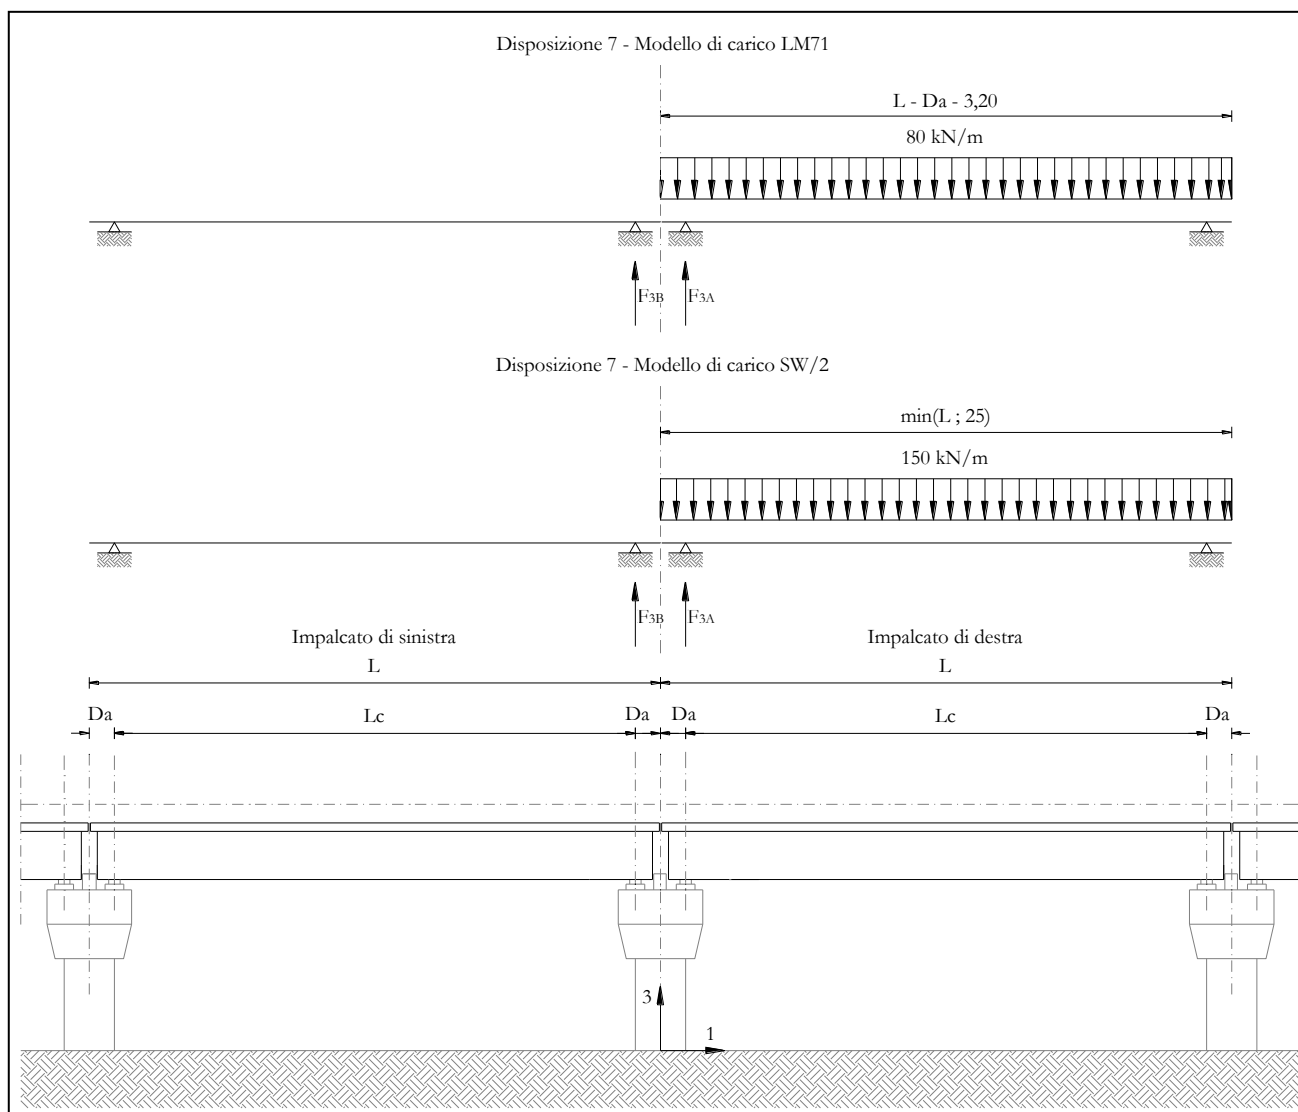 Disposizione 7 - Modello di carico LM71
L - Da - 3,20
80 kN/m
F3B F3A
Disposizione 7 - Modello di carico SW/2
min(L ; 25)
150 kN/m
F3B F3A
Impalcato di sinistra Impalcato di destra
L L
Da Lc Da Da Lc Da
3
1